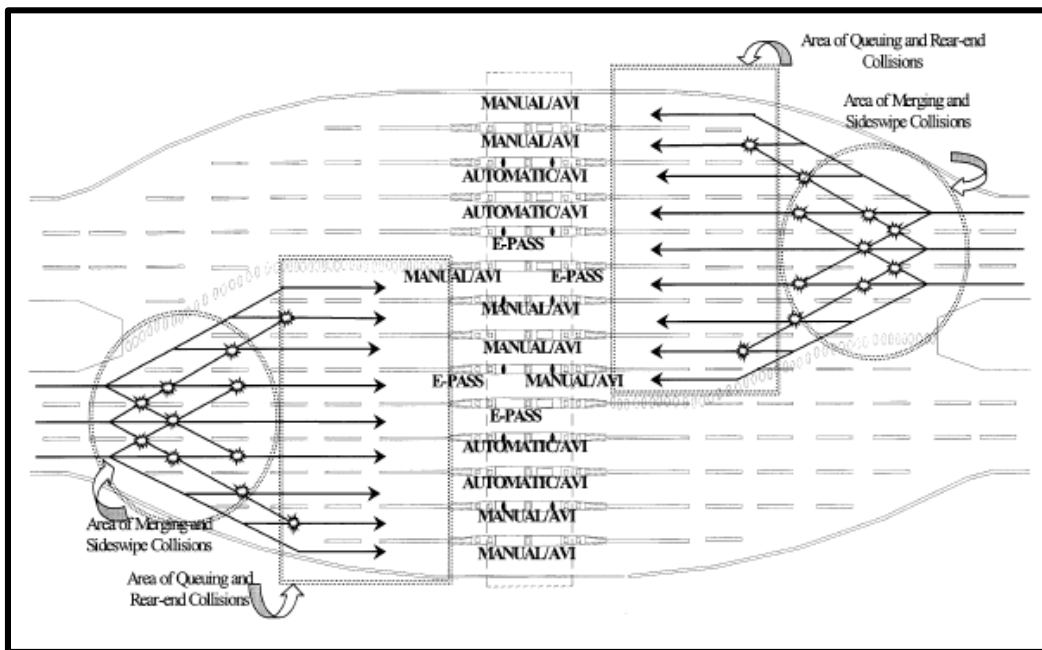 Area of Queuing and Rear-end
Collisions
Area of Merging and
Sideswipe Collisions
MANUAL/AVI
MANUAL/AVI
AUTOMATIC/AVI
AUTOMATIC/AVI
E-PASS
MANUAL/AVI E-PASS
MANUAL/AVI
MANUAL/AVI
E-PASS MANUAL/AVI
E-PASS
AUTOMATIC/AVI
AUTOMATIC/AVI
MANUAL/AVI
MANUAL/AVI
Area of Merging and
Sideswipe Collisions
Area of Queuing and
Rear-end Collisions